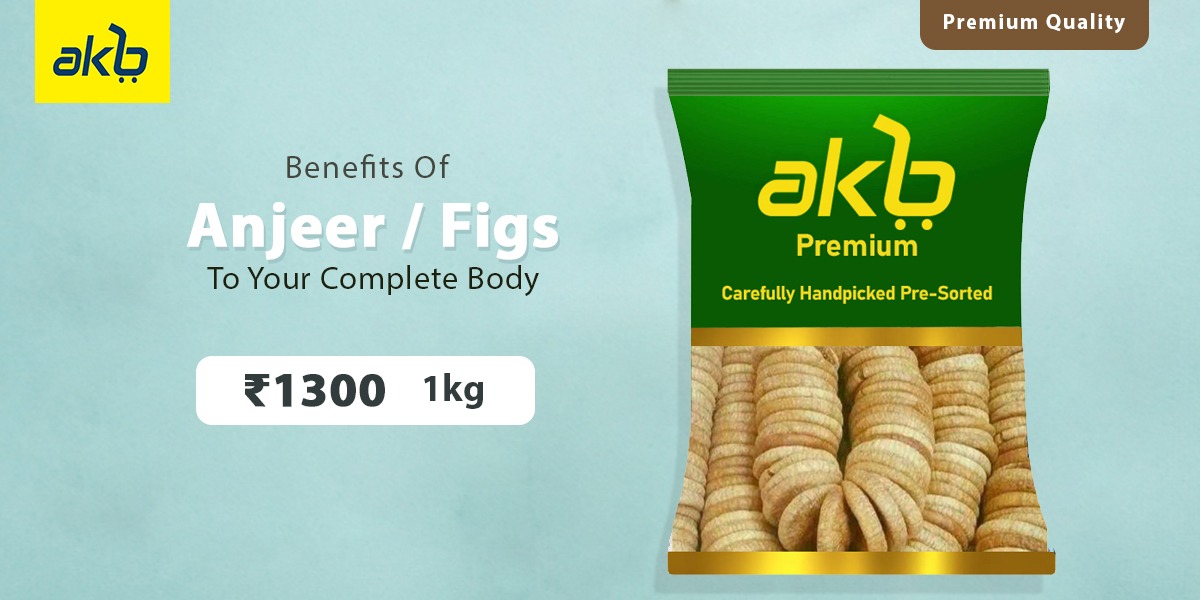 akb
Premium Quality
Benefits Of
Anjeer / Figs
To Your Complete Body
₹1300 1kg
akb
Premium
Carefully Handpicked Pre-Sorted